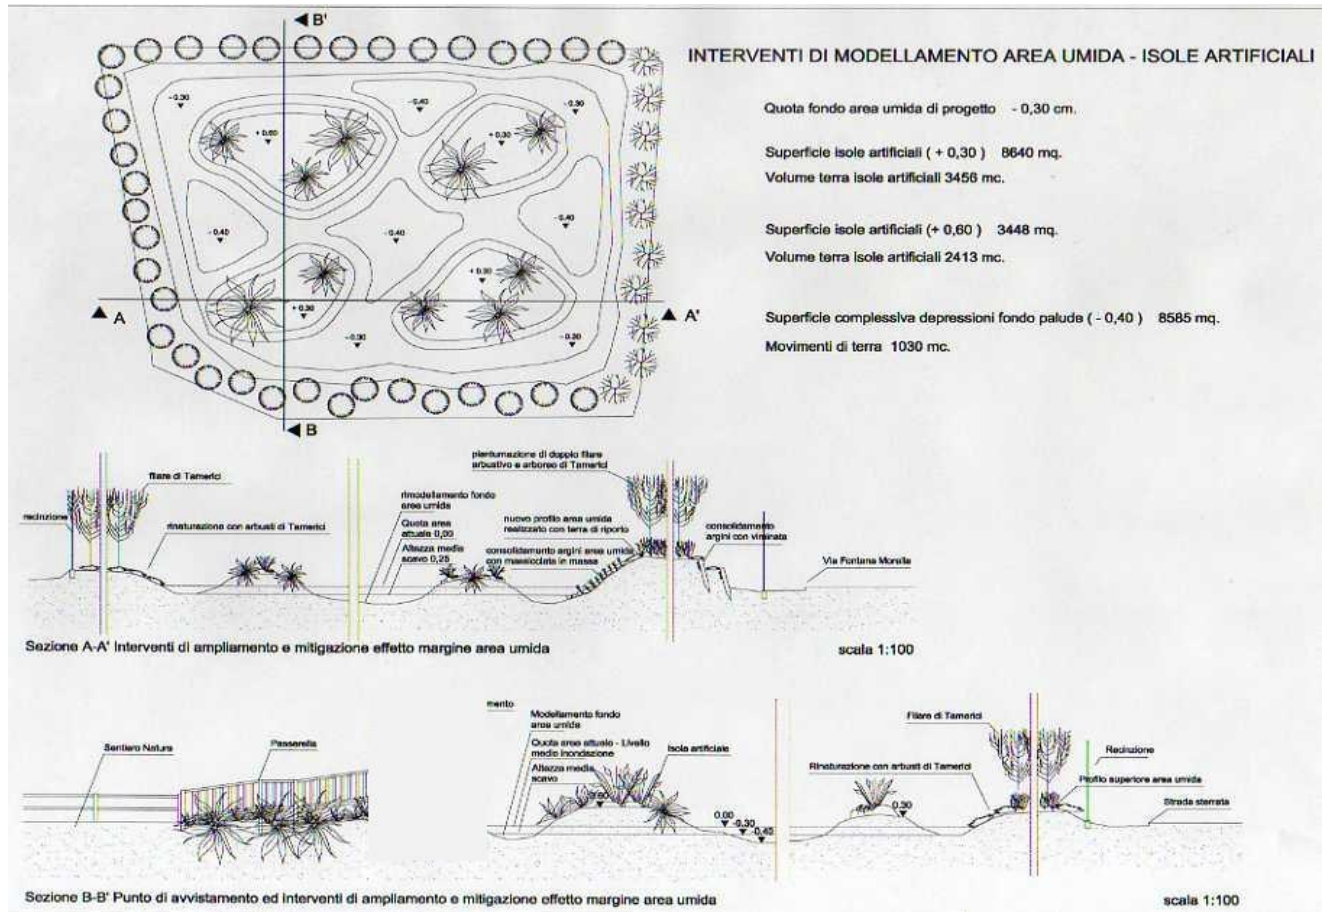 B'
INTERVENTI DI MODELLAMENTO AREA UMIDA - ISOLE ARTIFICIALI
Quota fondo area umida di progetto - 0,30 cm.
Superficie isole artificiali ( + 0,30 ) 8640 mq.
Volume terra isole artificiali 3456 mc.
Superficie isole artificiali (+ 0,60 ) 3448 mq.
Volume terra isole artificiali 2413 mc.
Superficie complessiva depressioni fondo palude ( - 0,40 ) 8585 mq.
Movimenti di terra 1030 mc.
- 0.30
- 0.40
- 0.30
+ 0.60
+ 0.30
- 0.40
- 0.40
- 0.40
+ 0.30
A
A'
- 0.30
- 0.30
B
filare di Tamerici
recinzione
rinaturazione con arbusti di Tamerici
rimodellamento fondo
area umida
Quota area
attuale 0,00
Altezza media
scavo 0,25
piantumazione di doppio filare
arbustivo e arboreo di Tamerici
nuovo profilo area umida
realizzato con terra di riporto
consolidamento argini area umida
con massicciata in massa
consolidamento
argini con viminata
Via Fontana Morella
Sezione A-A' Interventi di ampliamento e mitigazione effetto margine area umida
scala 1:100
Sentiero Natura
Passerella
mento
Modellamento fondo
area umida
Quota area attuale - Livello
medio inondazione
Altezza media
scavo
Isola artificiale
0.00
-0.30
-0.40
Filare di Tamerici
Rinaturazione con arbusti di Tamerici
0.30
Recinzione
Profilo superiore area umida
Strada sterrata
Sezione B-B' Punto di avvistamento ed interventi di ampliamento e mitigazione effetto margine area umida
scala 1:100